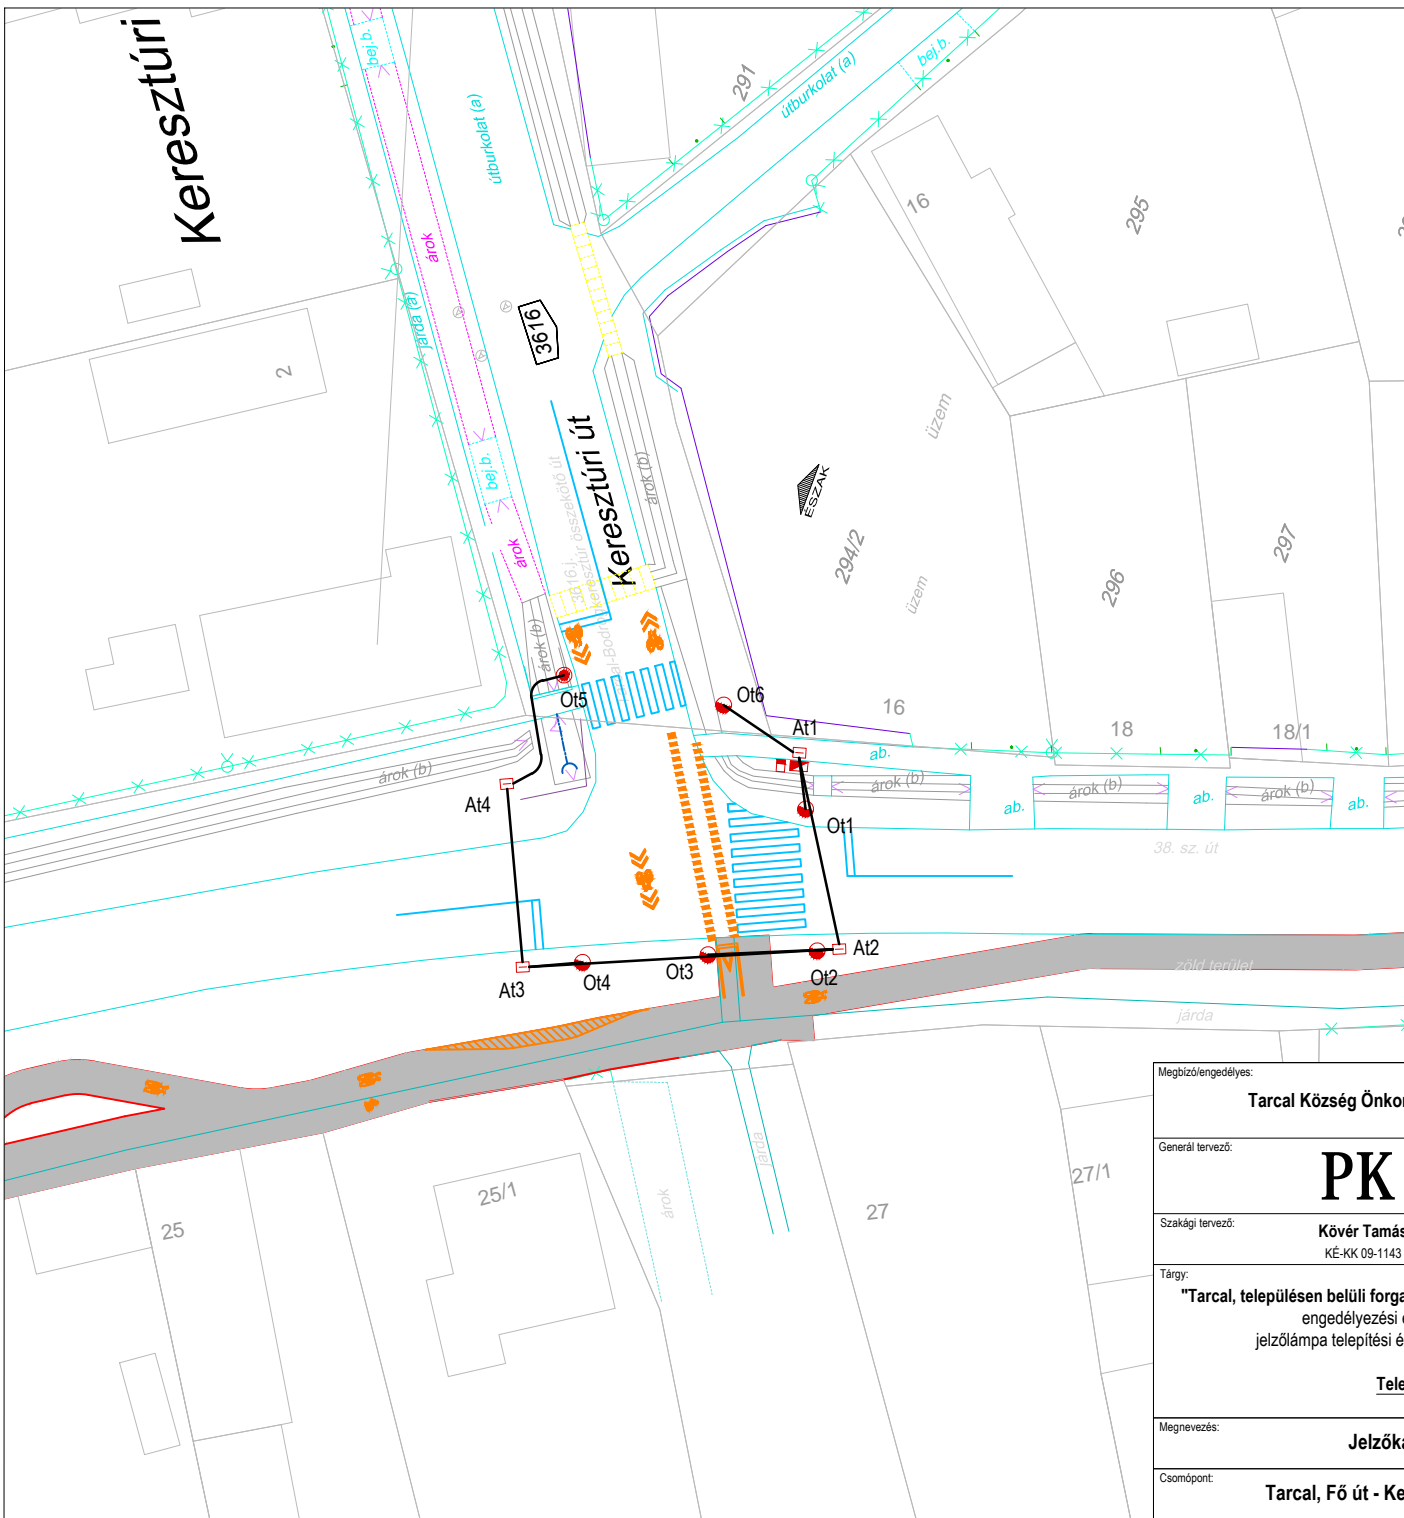 Keresztúri
bej.b.
útburkolat (a)
291
útburkolat (a)
bej.b.
árok
járda (a)
16
295
2
3616
Keresztúri út
bej.b.
árok (b)
üzem
ÉSZAK
294/2
üzem
296
297
árok
árok (b)
Ot5
Ot6
At1
16
18
18/1
ab.
árok (b)
At4
árok (b)
ab.
árok (b)
ab.
árok (b)
ab.
Ot1
38. sz. út
At3
Ot4
Ot3
Ot2
At2
zöld terület
járda
járda
árok
25
25/1
27
27/1
Megbízó/engedélyes:
Tarcal Község Önko
Generál tervező:
PK
Szakági tervező:
Kövér Tamás
KÉ-KK 09-1143
Tárgy:
"Tarcal, településen belüli forga
engedélyezési
jelzőlámpa telepítési é
Tele
Megnevezés:
Jelzőka
Csomópont:
Tarcal, Fő út - Ke